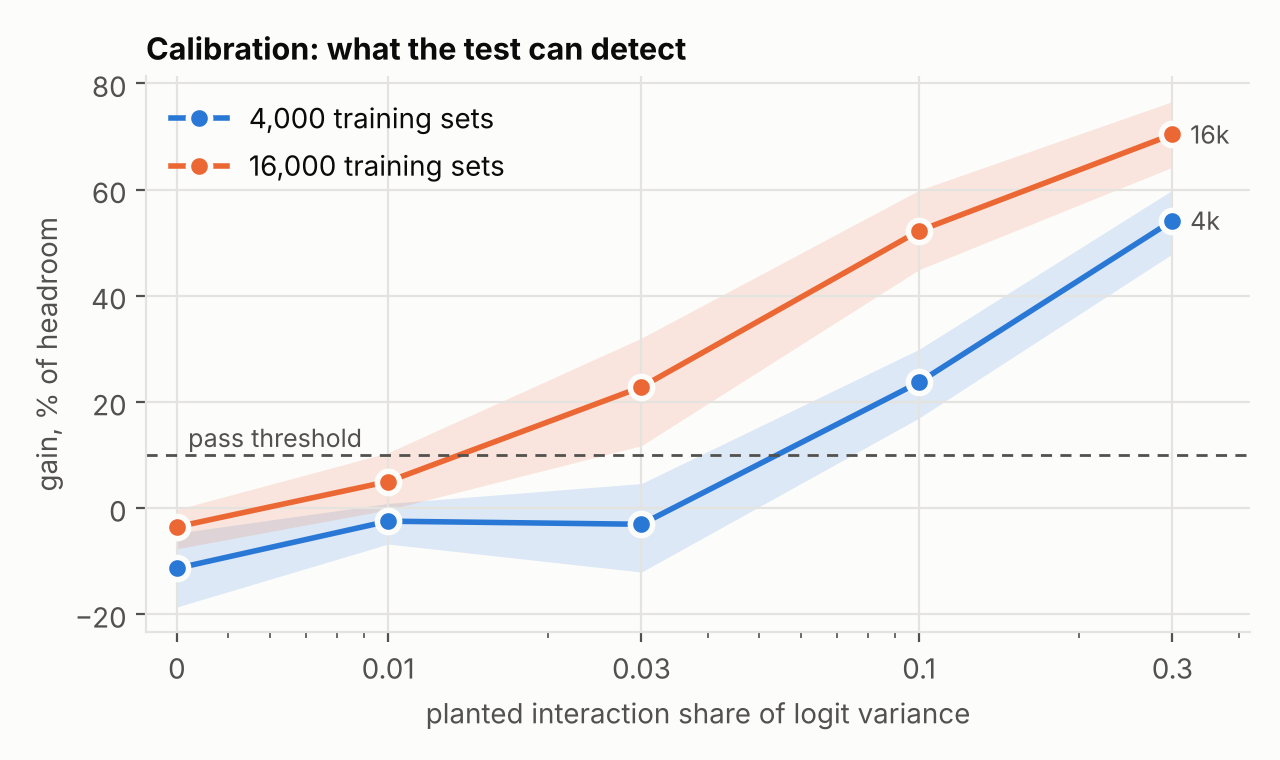 Calibration: what the test can detect
80
4,000 training sets
16k
16,000 training sets
60
4k
40
20
pass threshold
0
−20
gain, % of headroom
0 0.01 0.03 0.1 0.3
planted interaction share of logit variance